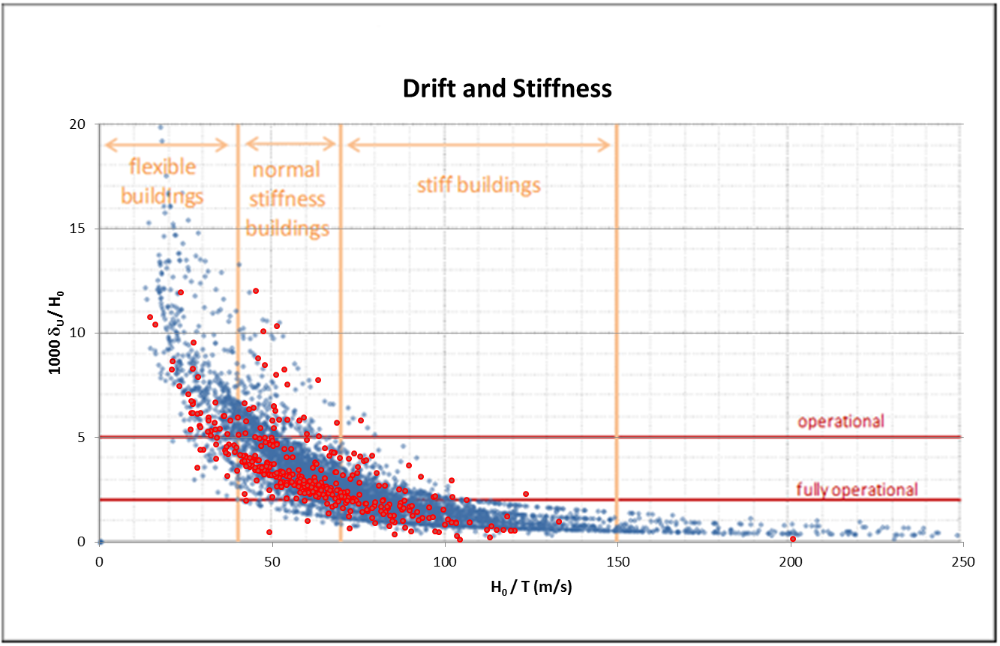 Drift and Stiffness
20
15
10
5
0
1000 δU / H0
flexible
buildings
normal
stiffness
buildings
stiff buildings
operational
fully operational
0
50
100
150
200
250
H0 / T (m/s)